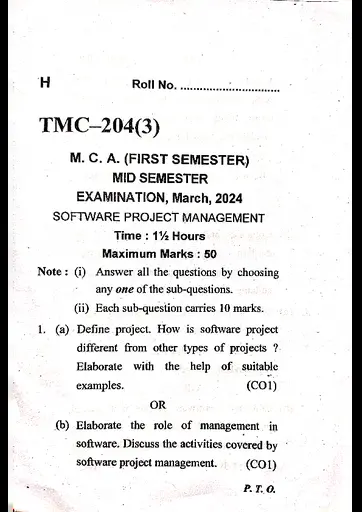 H Roll No. ..............................
TMC–204(3)
M. C. A. (FIRST SEMESTER)
MID SEMESTER
EXAMINATION, March, 2024
SOFTWARE PROJECT MANAGEMENT
Time : 1½ Hours
Maximum Marks : 50
Note : (i) Answer all the questions by choosing
any one of the sub-questions.
(ii) Each sub-question carries 10 marks.
1. (a) Define project. How is software project
different from other types of projects ?
Elaborate with the help of suitable
examples. (CO1)
OR
(b) Elaborate the role of management in
software. Discuss the activities covered by
software project management. (CO1)
P. T. O.